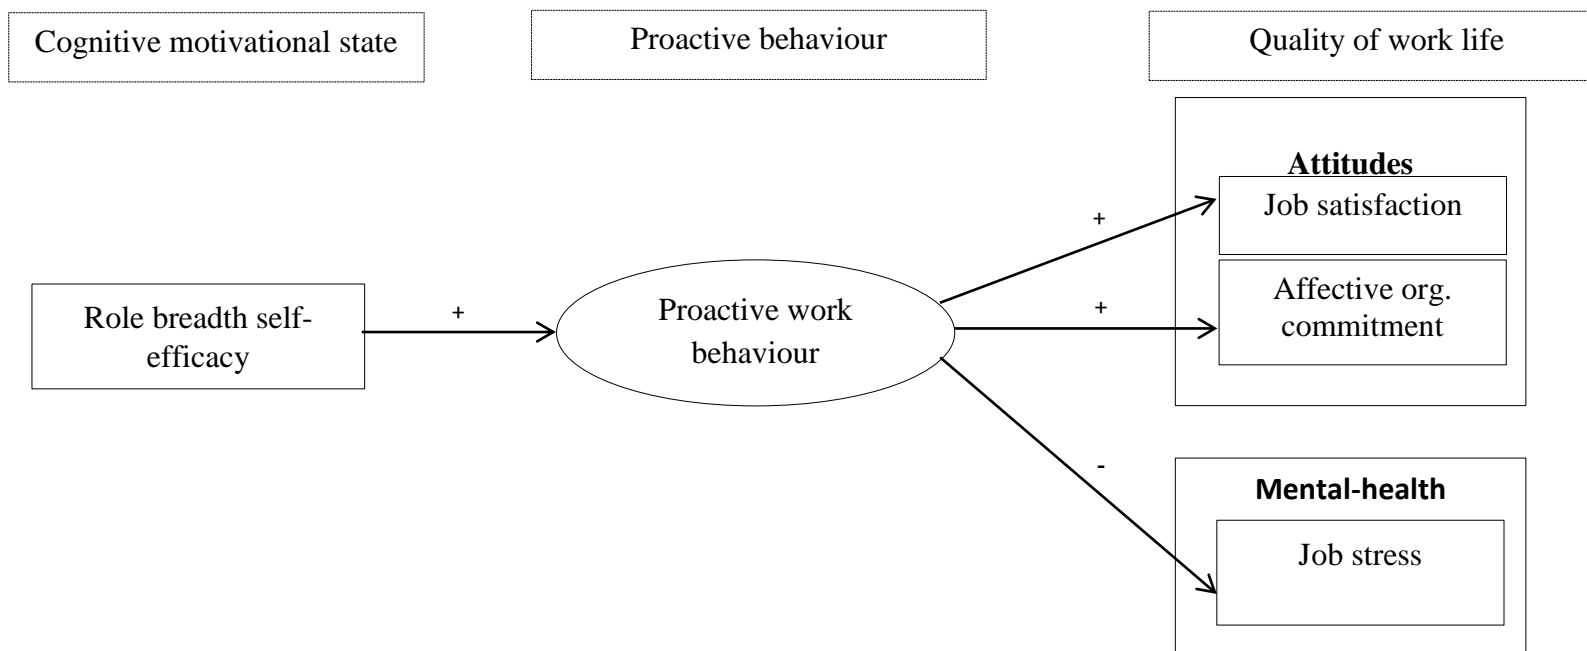 Cognitive motivational state
Proactive behaviour
Quality of work life
Attitudes
Job satisfaction
+
Affective org.
commitment
+
Role breadth self-
efficacy
+
Proactive work
behaviour
-
Mental-health
Job stress